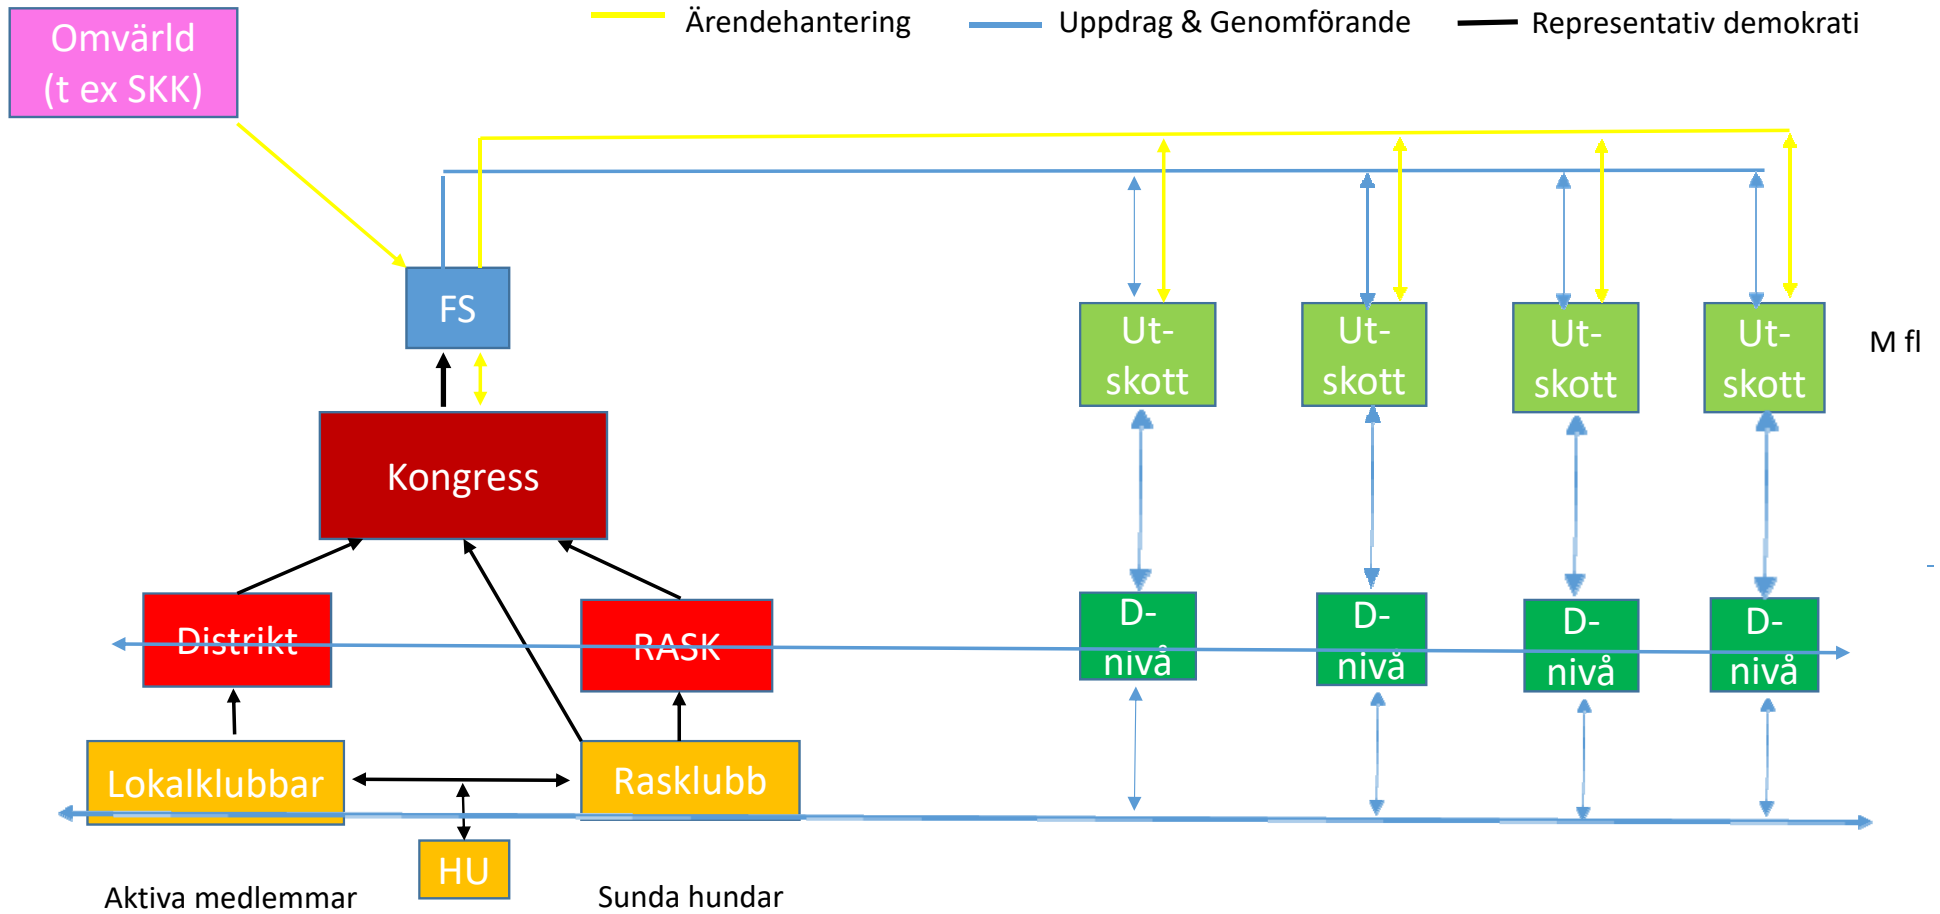 Ärendehantering
Uppdrag & Genomförande
Representativ demokrati
Omvärld
(t ex SKK)
FS
Ut-
skott
Ut-
skott
Ut-
skott
Ut-
skott
M fl
Kongress
Distrikt
RASK
D-
nivå
D-
nivå
D-
nivå
D-
nivå
Lokalklubbar
Rasklubb
HU
Aktiva medlemmar
Sunda hundar